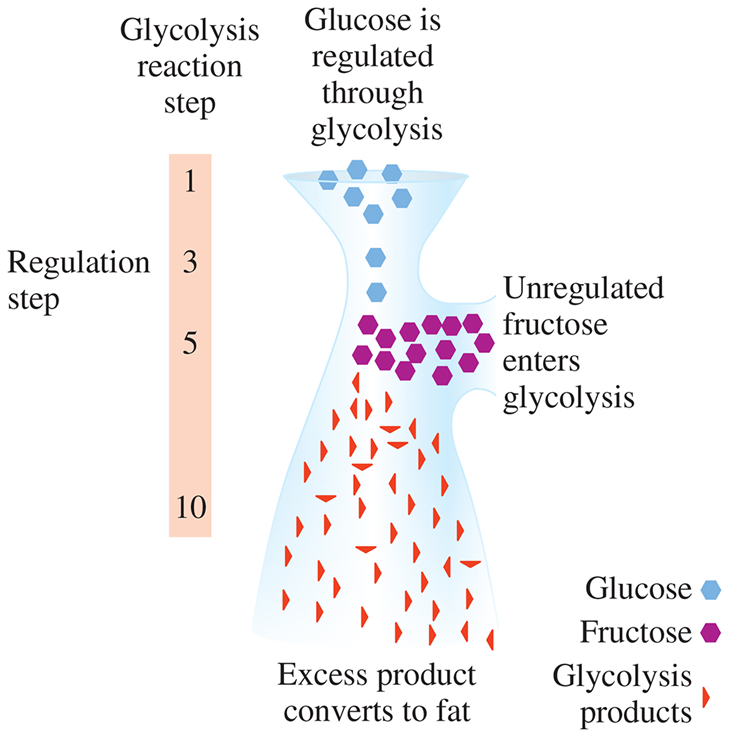 Glycolysis
reaction
step
Glucose is
regulated
through
glycolysis
1
Regulation
step
3
5
10
Unregulated
fructose
enters
glycolysis
Glucose
Fructose
Glycolysis
products
Excess product
converts to fat